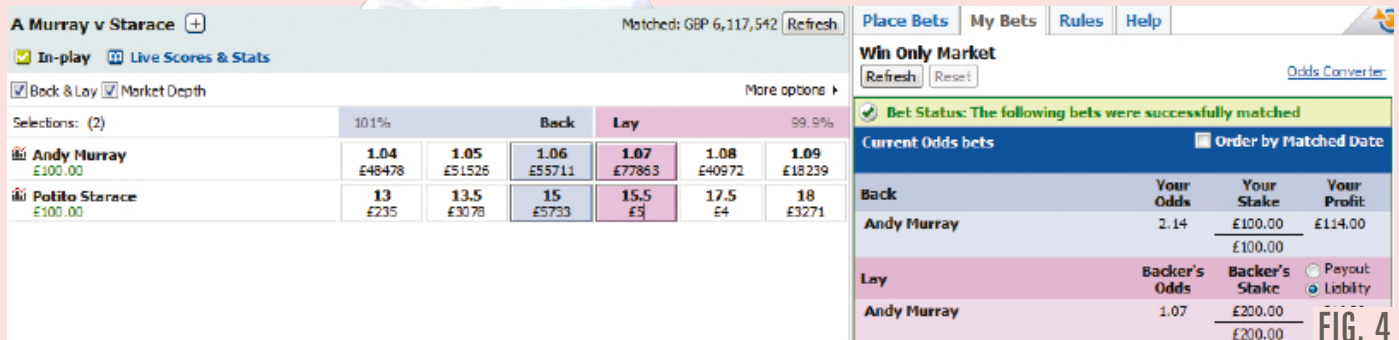 A Murray v Starace +
Matched: GBP 6,117,542 Refresh
In-play Live Scores & Stats
Back & Lay Market Depth More options
Selections: (2) 101% Back Lay 99.9%
Andy Murray 1.04 1.05 1.06 1.07 1.08 1.09
£100.00 £48478 £51526 £55711 £77863 £40972 £18239
Potito Starace 13 13.5 15 15.5 17.5 18
£100.00 £235 £3078 £5733 £5 £4 £3271
Place Bets My Bets Rules Help
Win Only Market
Refresh Reset Odds Converter
Bet Status: The following bets were successfully matched
Current Odds bets Order by Matched Date
Back Your Odds Your Stake Your Profit
Andy Murray 2.14 £100.00 £114.00
£100.00
Lay Backer's Odds Backer's Stake Payout Liability
Andy Murray 1.07 £200.00
£200.00
FIG. 4